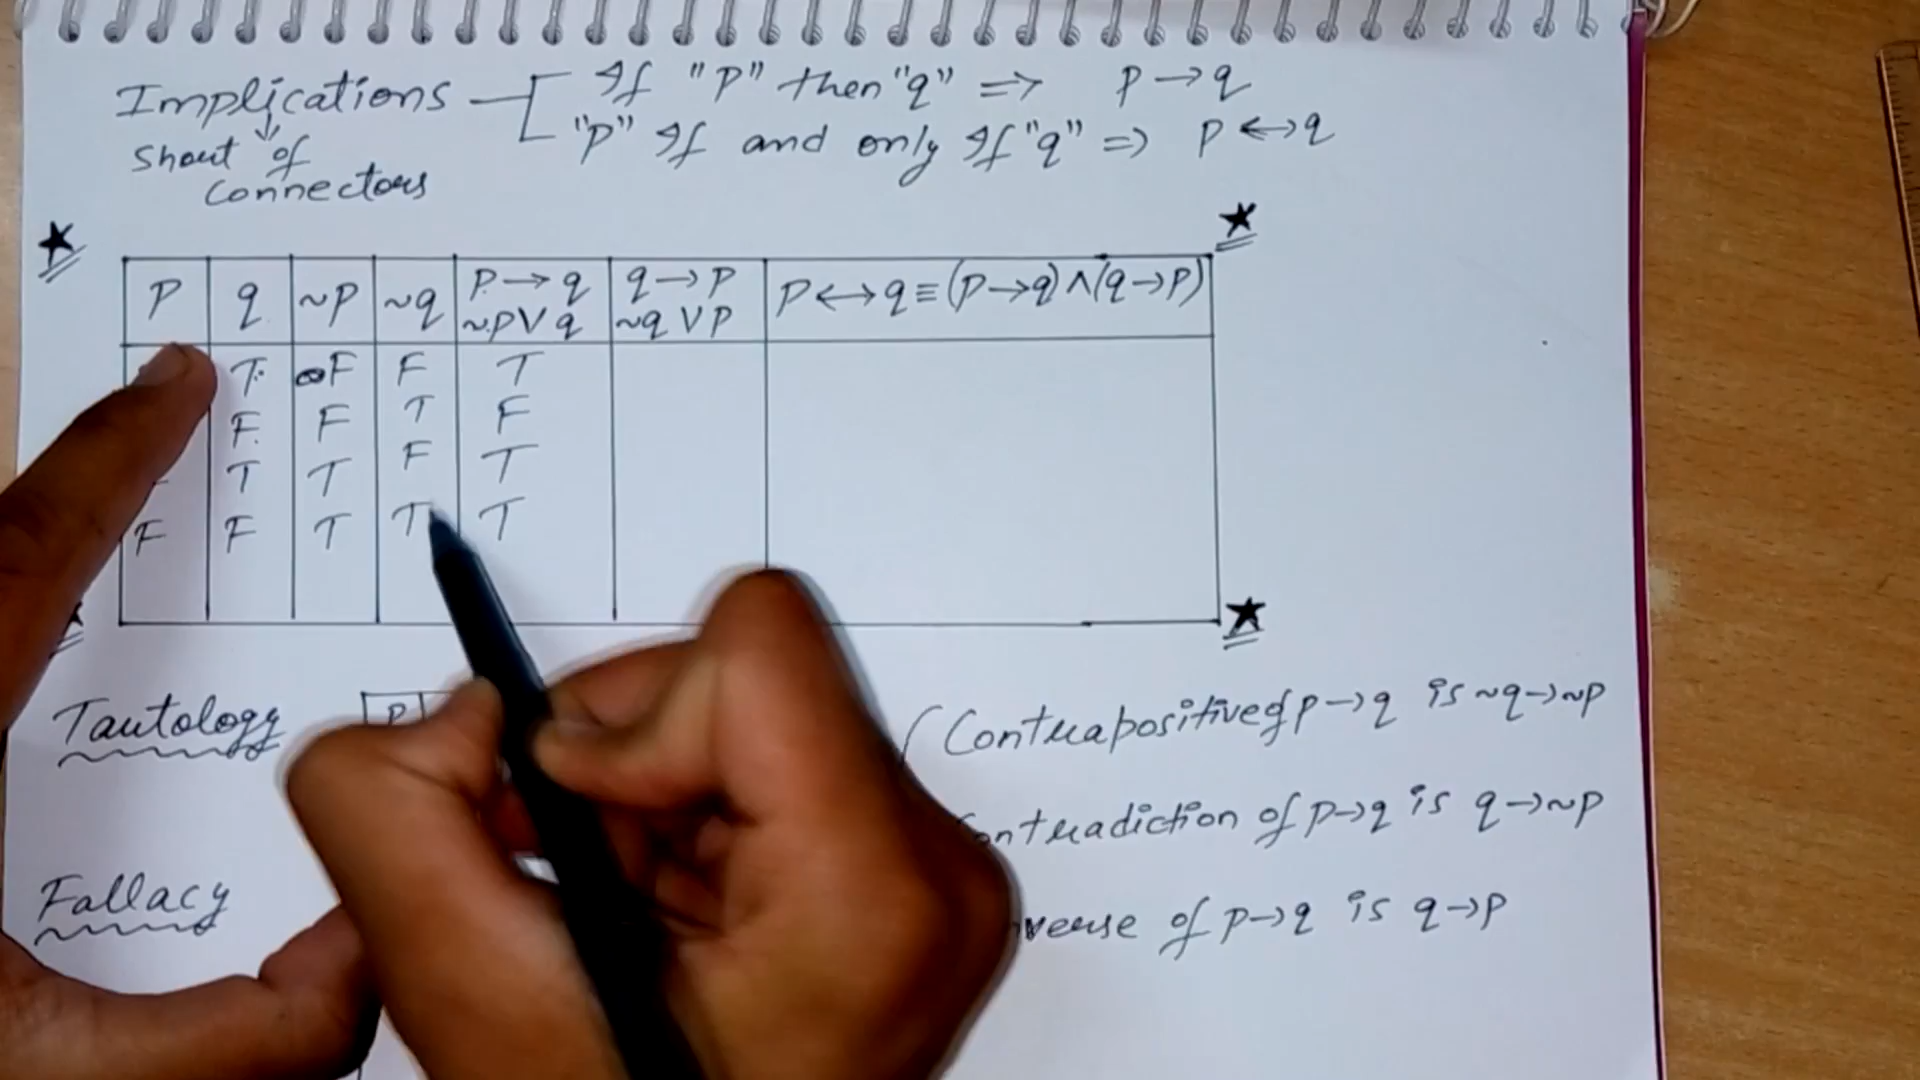 Implications If "P" then "q" => P → q
"p" If and only If "q" => P ↔ q
Shout of
Connectors
P q ~P ~q P → q q → P P ↔ q ≡ (P → q) ∧ (q → P)
~P V q ~q V P
T F F T
F F T F
T T F T
F F T T T
Tautology P Contrapositive of P → q is ~q → ~P
ontradiction of P → q is q → ~P
Fallacy verse of P → q is q → P